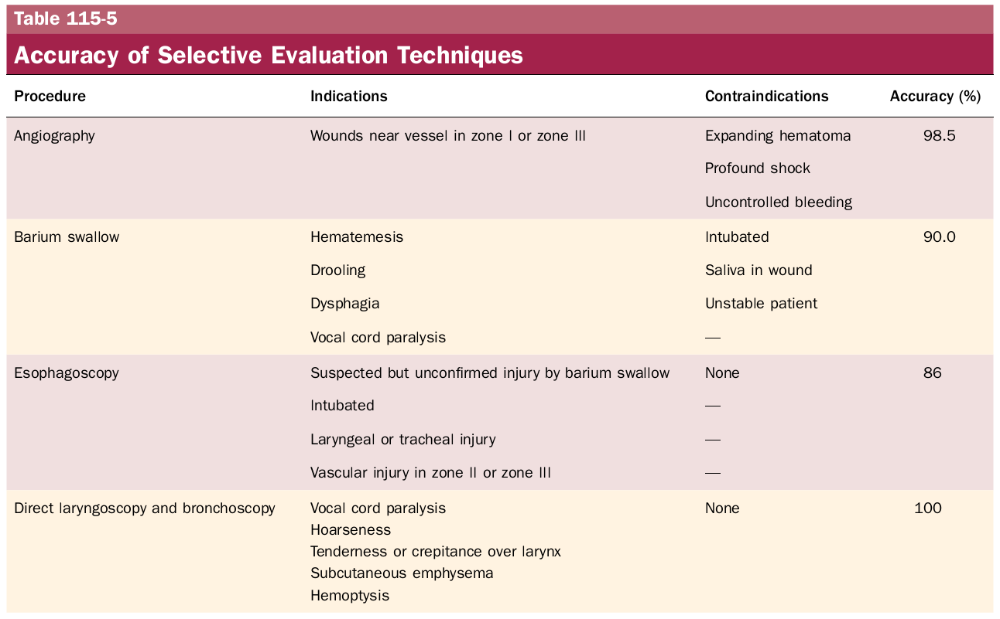 Table 115-5
Accuracy of Selective Evaluation Techniques
Procedure Indications Contraindications Accuracy (%)
Angiography Wounds near vessel in zone I or zone III Expanding hematoma 98.5
Profound shock
Uncontrolled bleeding
Barium swallow Hematemesis Intubated 90.0
Drooling Saliva in wound
Dysphagia Unstable patient
Vocal cord paralysis —
Esophagoscopy Suspected but unconfirmed injury by barium swallow None 86
Intubated —
Laryngeal or tracheal injury —
Vascular injury in zone II or zone III —
Direct laryngoscopy and bronchoscopy Vocal cord paralysis None 100
Hoarseness
Tenderness or crepitance over larynx
Subcutaneous emphysema
Hemoptysis